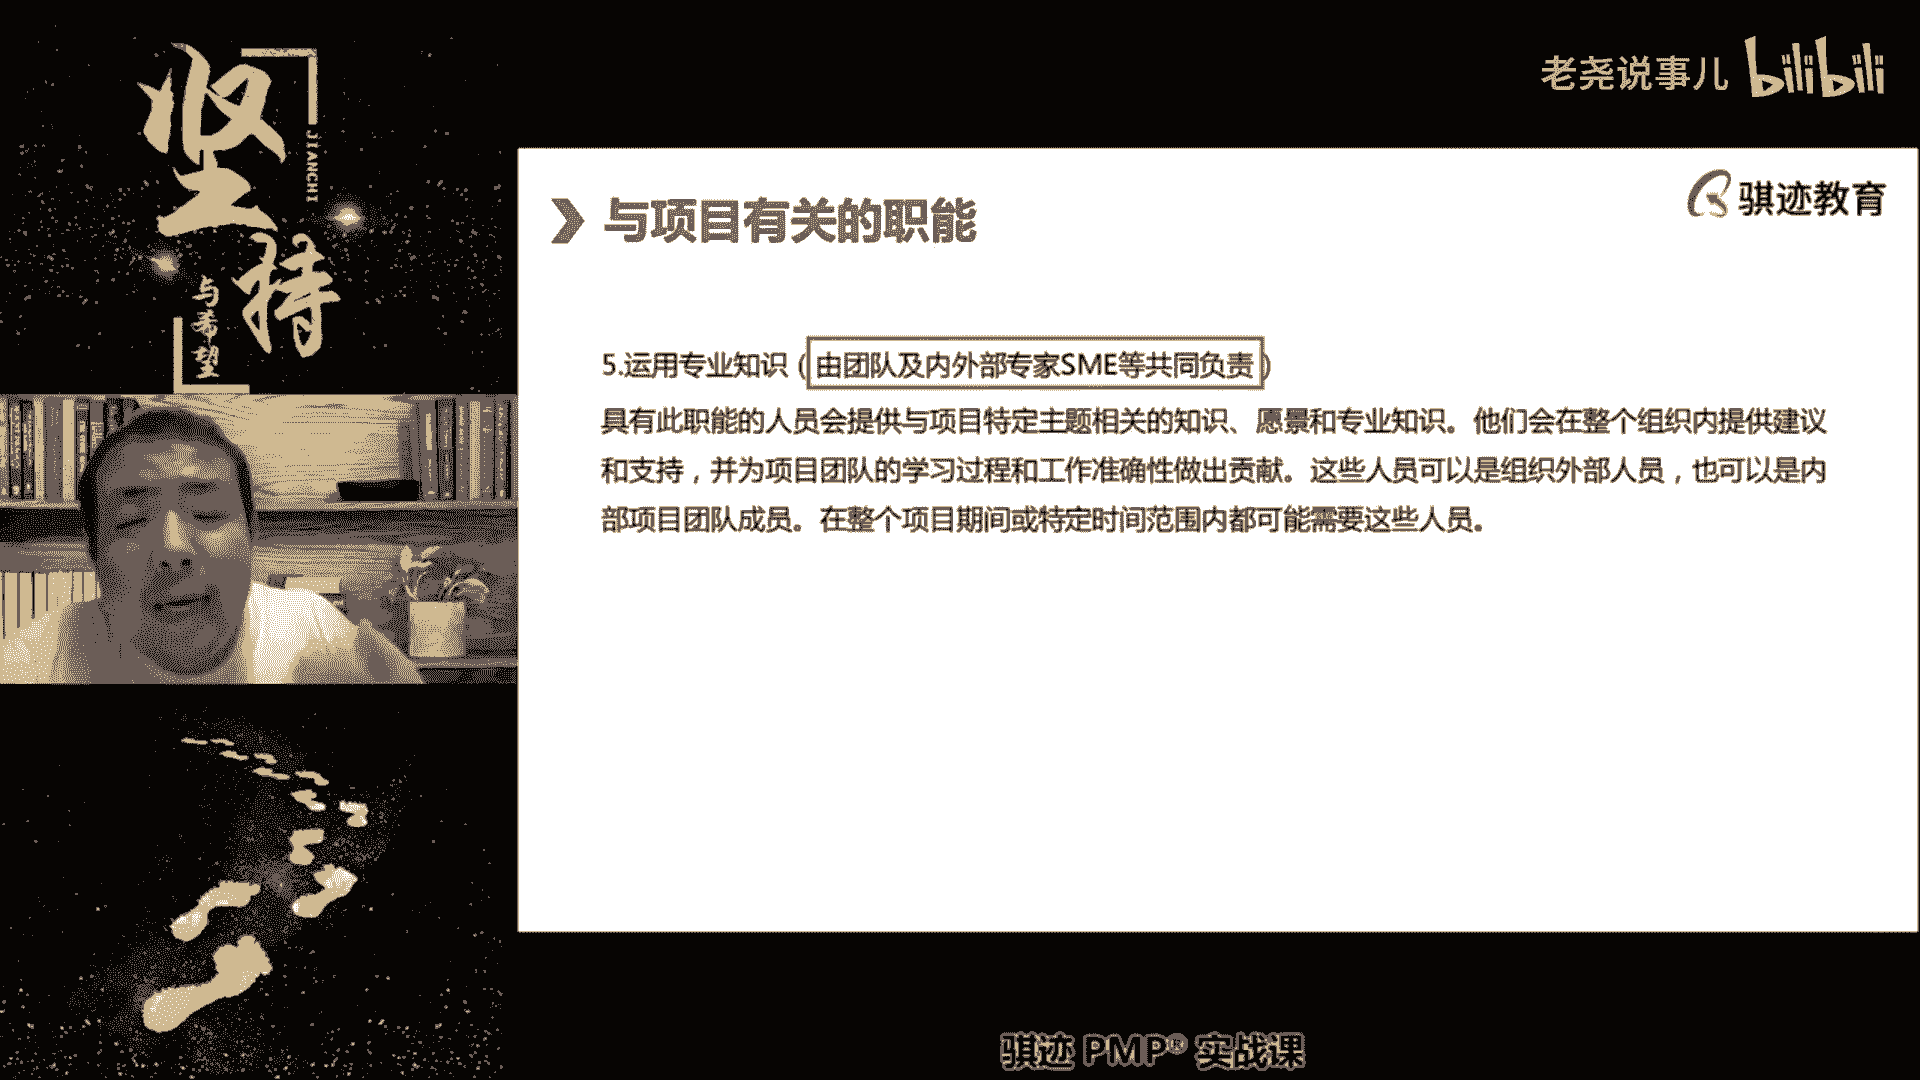 坚持
JIANCHI
与希望
老尧说事儿 bilibili
骐迹教育
与项目有关的职能
5.运用专业知识（由团队及内外部专家SME等共同负责）
具有此职能的人员会提供与项目特定主题相关的知识、愿景和专业知识。他们会在整个组织内提供建议
和支持，并为项目团队的学习过程和工作准确性做出贡献。这些人员可以是组织外部人员，也可以是内
部项目团队成员。在整个项目期间或特定时间范围内都可能需要这些人员。
骐迹 PMP® 实战课